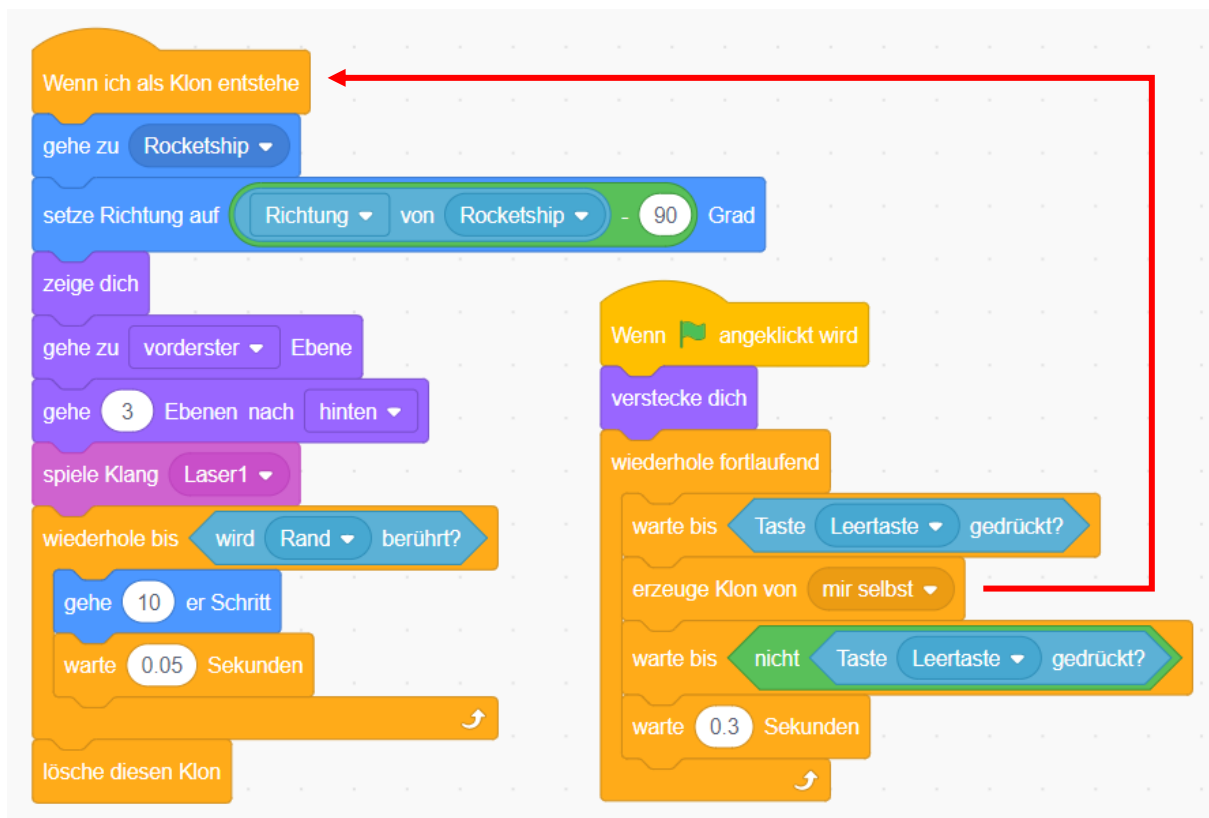 Wenn ich als Klon entstehe
gehe zu Rocketship
setze Richtung auf Richtung von Rocketship - 90 Grad
zeige dich
gehe zu vorderster Ebene
gehe 3 Ebenen nach hinten
spiele Klang Laser1
wiederhole bis wird Rand berührt?
gehe 10 er Schritt
warte 0.05 Sekunden
lösche diesen Klon
Wenn angeklickt wird
verstecke dich
wiederhole fortlaufend
warte bis Taste Leertaste gedrückt?
erzeuge Klon von mir selbst
warte bis nicht Taste Leertaste gedrückt?
warte 0.3 Sekunden